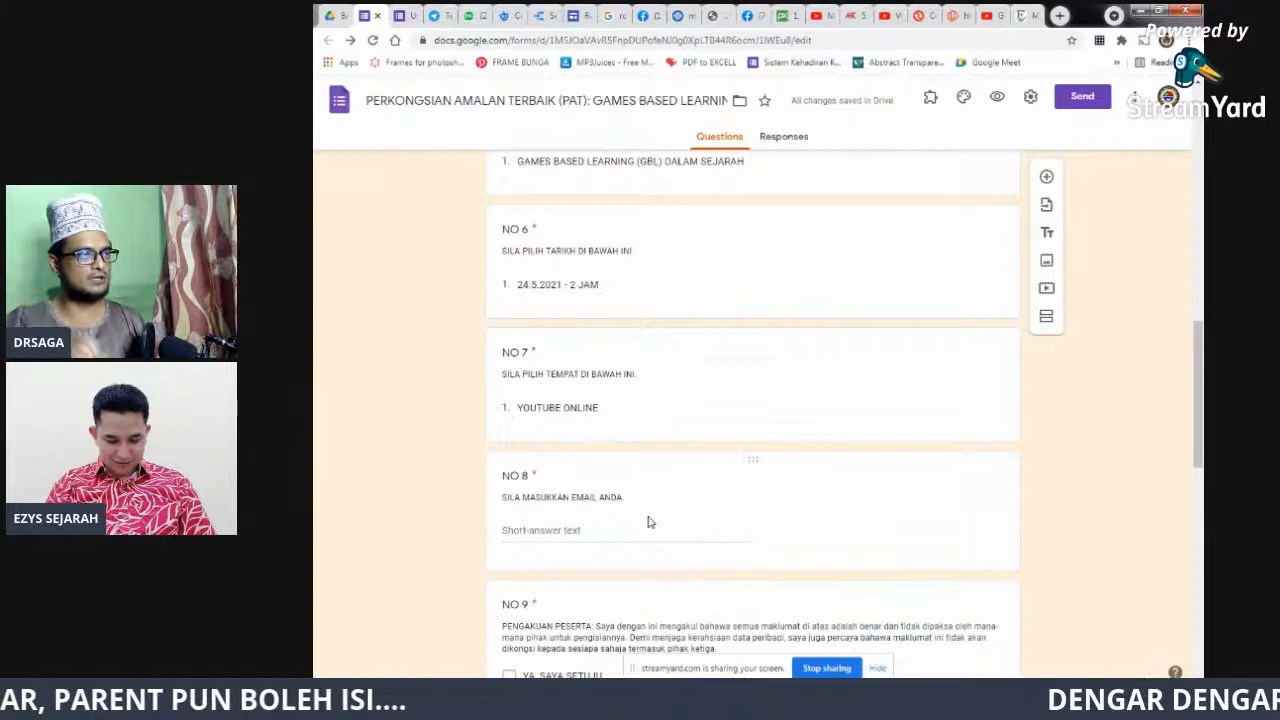 Powered by
StreamYard
docs.google.com/forms/d/1MSJOaVAvR5FnpDUPofeNJ0g0XpLTB44R6ocmJ1IWEu8/edit
Apps
Frames for photosh...
FRAME BUNGA
MP3Juices - Free M...
PDF to EXCELL
Sistem Kehadiran K...
Abstract Transpare...
Google Meet
»
PERKONGSIAN AMALAN TERBAIK (PAT): GAMES BASED LEARNIN
All changes saved in Drive
Send
Questions
Responses
1. GAMES BASED LEARNING (GBL) DALAM SEJARAH
NO 6 *
SILA PILIH TARIKH DI BAWAH INI
1. 24.5.2021 - 2 JAM
NO 7 *
SILA PILIH TEMPAT DI BAWAH INI.
1. YOUTUBE ONLINE
NO 8 *
SILA MASUKKAN EMAIL ANDA.
Short-answer text
NO 9 *
PENGAKUAN PESERTA: Saya dengan ini mengakui bahawa semua maklumat di atas adalah benar dan tidak dipaksa oleh mana-
mana pihak untuk pengisiannya. Demi menjaga kerahsiaan data peribadi, saya juga percaya bahawa maklumat ini tidak akan
dikongsi kepada sesiapa sahaja termasuk pihak ketiga.
YA, SAYA SETUJU
streamyard.com is sharing your screen.
Stop sharing
Hide
DRSAGA
EZYS SEJARAH
AR, PARENT PUN BOLEH ISI....
DENGAR DENGAR